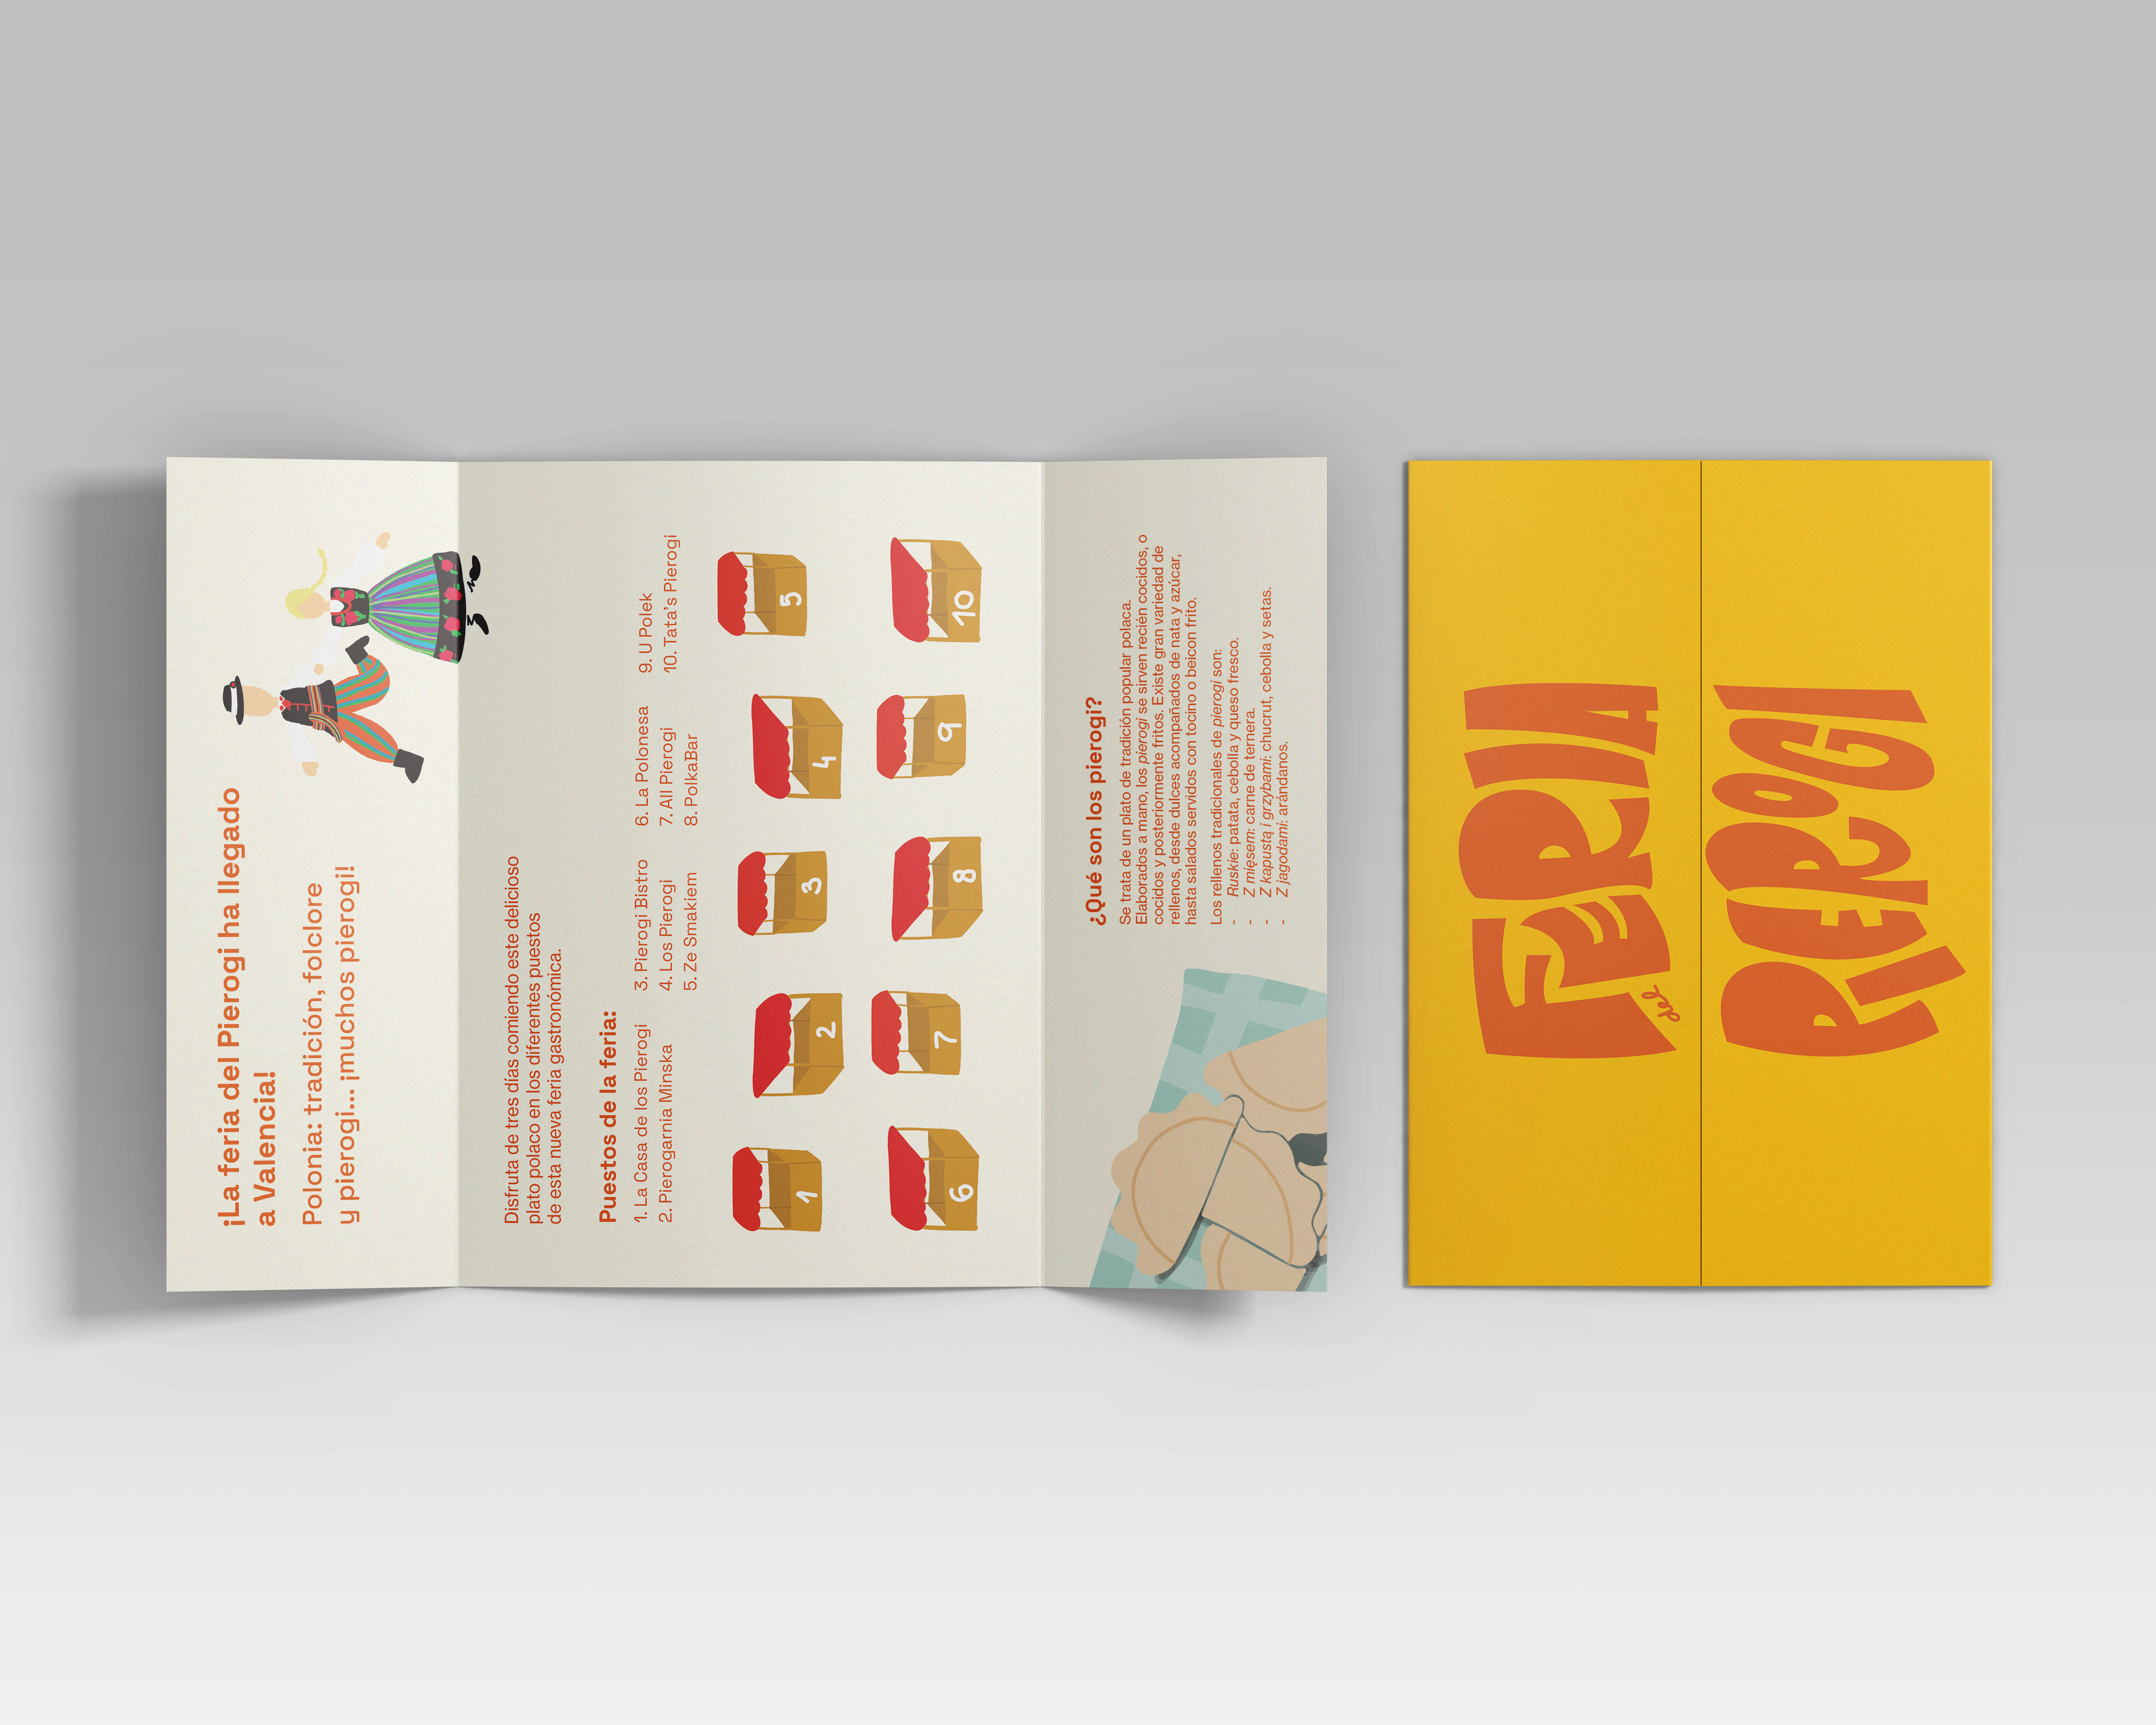 ¡La feria del Pierogi ha llegado
a Valencia!
Polonia: tradición, folclore
y pierogi... ¡muchos pierogi!
Disfruta de tres días comiendo este delicioso
plato polaco en los diferentes puestos
de esta nueva feria gastronómica.
Puestos de la feria:
1. La Casa de los Pierogi
2. Pierogarnia Minska
3. Pierogi Bistro
4. Los Pierogi
5. Ze Smakiem
6. La Polonesa
7. All Pierogi
8. PolkaBar
9. U Polek
10. Tata's Pierogi
1
2
3
4
5
6
7
8
9
10
¿Qué son los pierogi?
Se trata de un plato de tradición popular polaca.
Elaborados a mano, los pierogi se sirven recién cocidos, o
cocidos y posteriormente fritos. Existe gran variedad de
rellenos, desde dulces acompañados de nata y azúcar,
hasta salados servidos con tocino o beicon frito.
Los rellenos tradicionales de pierogi son:
- Ruskie: patata, cebolla y queso fresco.
- Z mięsem: carne de ternera.
- Z kapustą i grzybami: chucrut, cebolla y setas.
- Z jagodami: arándanos.
FERIA
del
PIEROGI